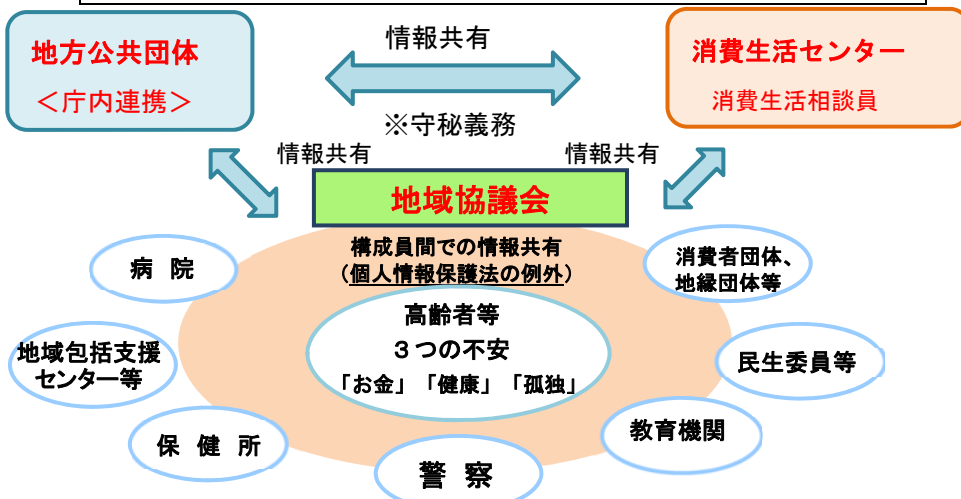 地方公共団体
＜庁内連携＞
情報共有
※守秘義務
消費生活センター
消費生活相談員
情報共有
情報共有
地域協議会
構成員間での情報共有
（個人情報保護法の例外）
高齢者等
３つの不安
「お金」「健康」「孤独」
病 院
消費者団体、
地縁団体等
地域包括支援
センター等
民生委員等
保 健 所
教育機関
警 察